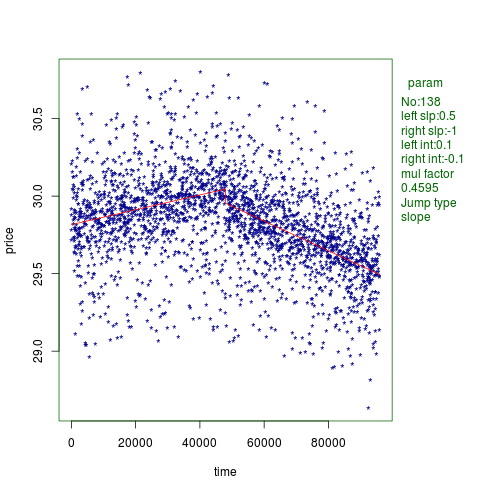 param
No:138
left slp:0.5
right slp:-1
left int:0.1
right int:-0.1
mul factor
0.4595
Jump type
slope
30.5
30.0
29.5
29.0
price
0 20000 40000 60000 80000
time